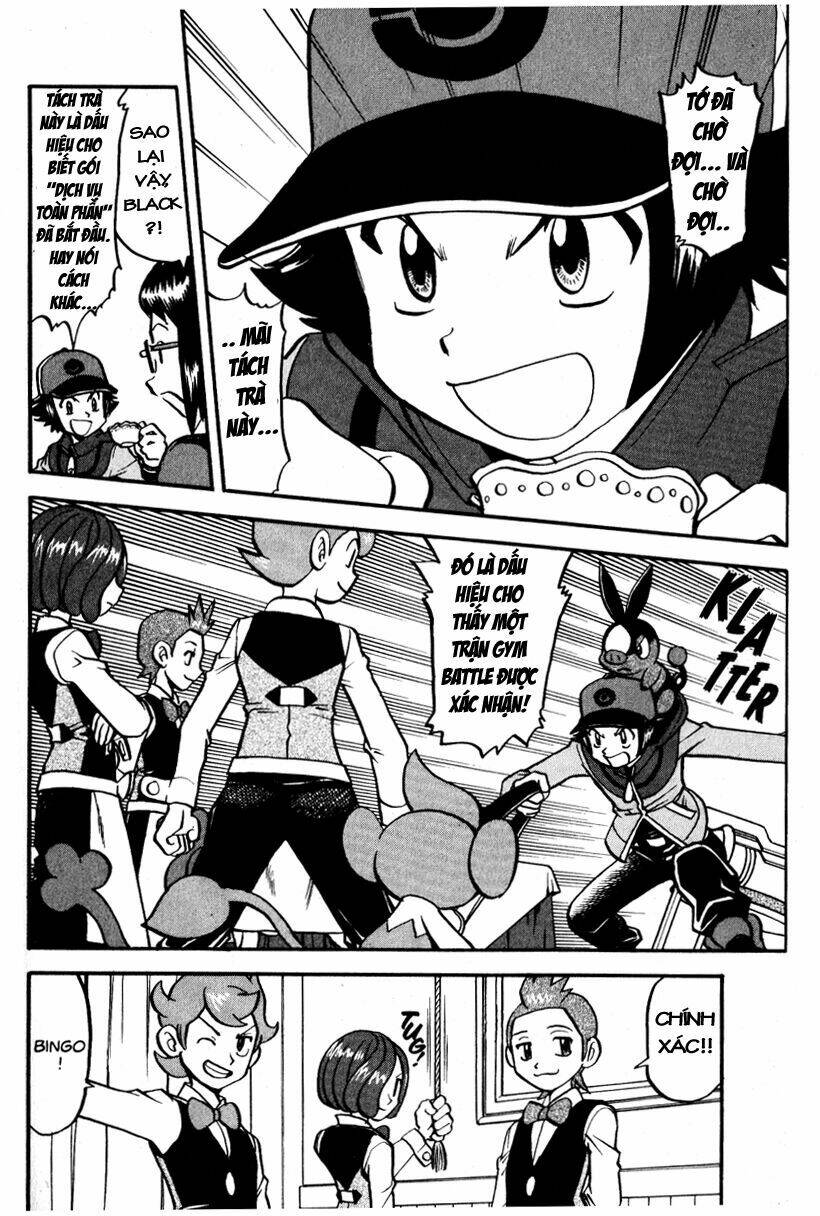 TỚ ĐÃ
CHỜ
ĐỢI... VÀ
CHỜ
ĐỢI..
.. MÃI
TÁCH
TRÀ
NÀY...
SAO
LẠI
VẬY,
BLACK
?!
TÁCH TRÀ
NÀY LÀ DẤU
HIỆU CHO
BIẾT GÓI
"DỊCH VỤ
TOÀN PHẦN"
ĐÃ BẮT ĐẦU.
HAY NÓI
CÁCH
KHÁC...
KLA
TTER
ĐÓ LÀ DẤU
HIỆU CHO
THẤY MỘT
TRẬN GYM
BATTLE ĐƯỢC
XÁC NHẬN!
CHÍNH
XÁC!!
TUG!
BINGO
!